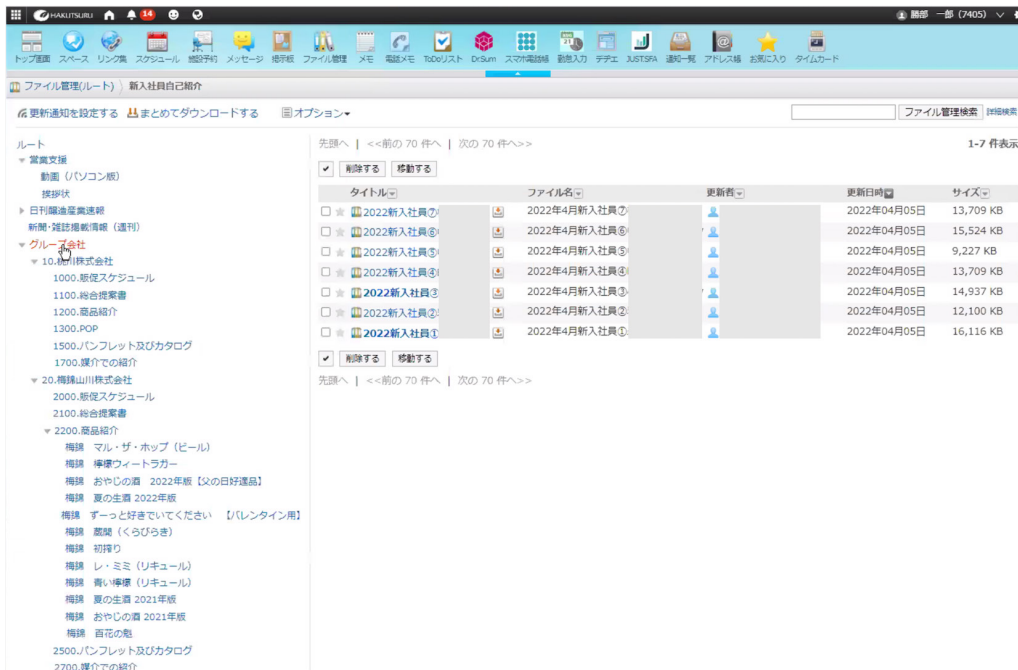 HAKUTSURU 14 勝部 一郎 (7405)
トップ画面 スペース リンク集 スケジュール 施設予約 メッセージ 掲示板 ファイル管理 メモ 電話メモ ToDoリスト Dr.Sum スマホ電話帳 勤怠入力 デヂエ JUST.SFA 通知一覧 アドレス帳 お気に入り タイムカード
ファイル管理(ルート) 新入社員自己紹介
更新通知を設定する まとめてダウンロードする オプション ファイル管理検索 詳細検索
ルート
営業支援
動画(パソコン版)
挨拶状
日刊醸造産業速報
新聞・雑誌掲載情報(週刊)
グループ会社
川株式会社
1000.販促スケジュール
1100.総合提案書
1200.商品紹介
1300.POP
1500.パンフレット及びカタログ
1700.媒介での紹介
20.梅錦山川株式会社
2000.販促スケジュール
2100.総合提案書
2200.商品紹介
梅錦 マル・ザ・ホップ(ビール)
梅錦 檸檬ウィートラガー
梅錦 おやじの酒 2022年版【父の日好適品】
梅錦 夏の生酒 2022年版
梅錦 ずーっと好きでいてください 【バレンタイン用】
梅錦 蔵開(くらびらき)
梅錦 初搾り
梅錦 レ・ミミ(リキュール)
梅錦 青い檸檬(リキュール)
梅錦 夏の生酒 2021年版
梅錦 おやじの酒 2021年版
梅錦 百花の魁
2500.パンフレット及びカタログ
2700.媒介での紹介
先頭へ | <<前の 70 件へ | 次の 70 件へ>> 1-7 件表示
削除する 移動する
タイトル ファイル名 更新者 更新日時 サイズ
2022新入社員⑦ 2022年4月新入社員⑦ 2022年04月05日 13,709 KB
2022新入社員⑥ 2022年4月新入社員⑥ 2022年04月05日 15,524 KB
2022新入社員⑤ 2022年4月新入社員⑤ 2022年04月05日 9,227 KB
2022新入社員④ 2022年4月新入社員④ 2022年04月05日 13,709 KB
2022新入社員③ 2022年4月新入社員③ 2022年04月05日 14,937 KB
2022新入社員② 2022年4月新入社員② 2022年04月05日 12,100 KB
2022新入社員① 2022年4月新入社員① 2022年04月05日 16,116 KB
削除する 移動する
先頭へ | <<前の 70 件へ | 次の 70 件へ>>